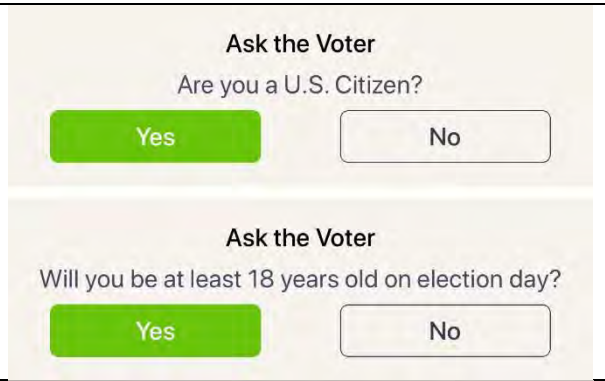 Ask the Voter
Are you a U.S. Citizen?
Yes No
Ask the Voter
Will you be at least 18 years old on election day?
Yes No